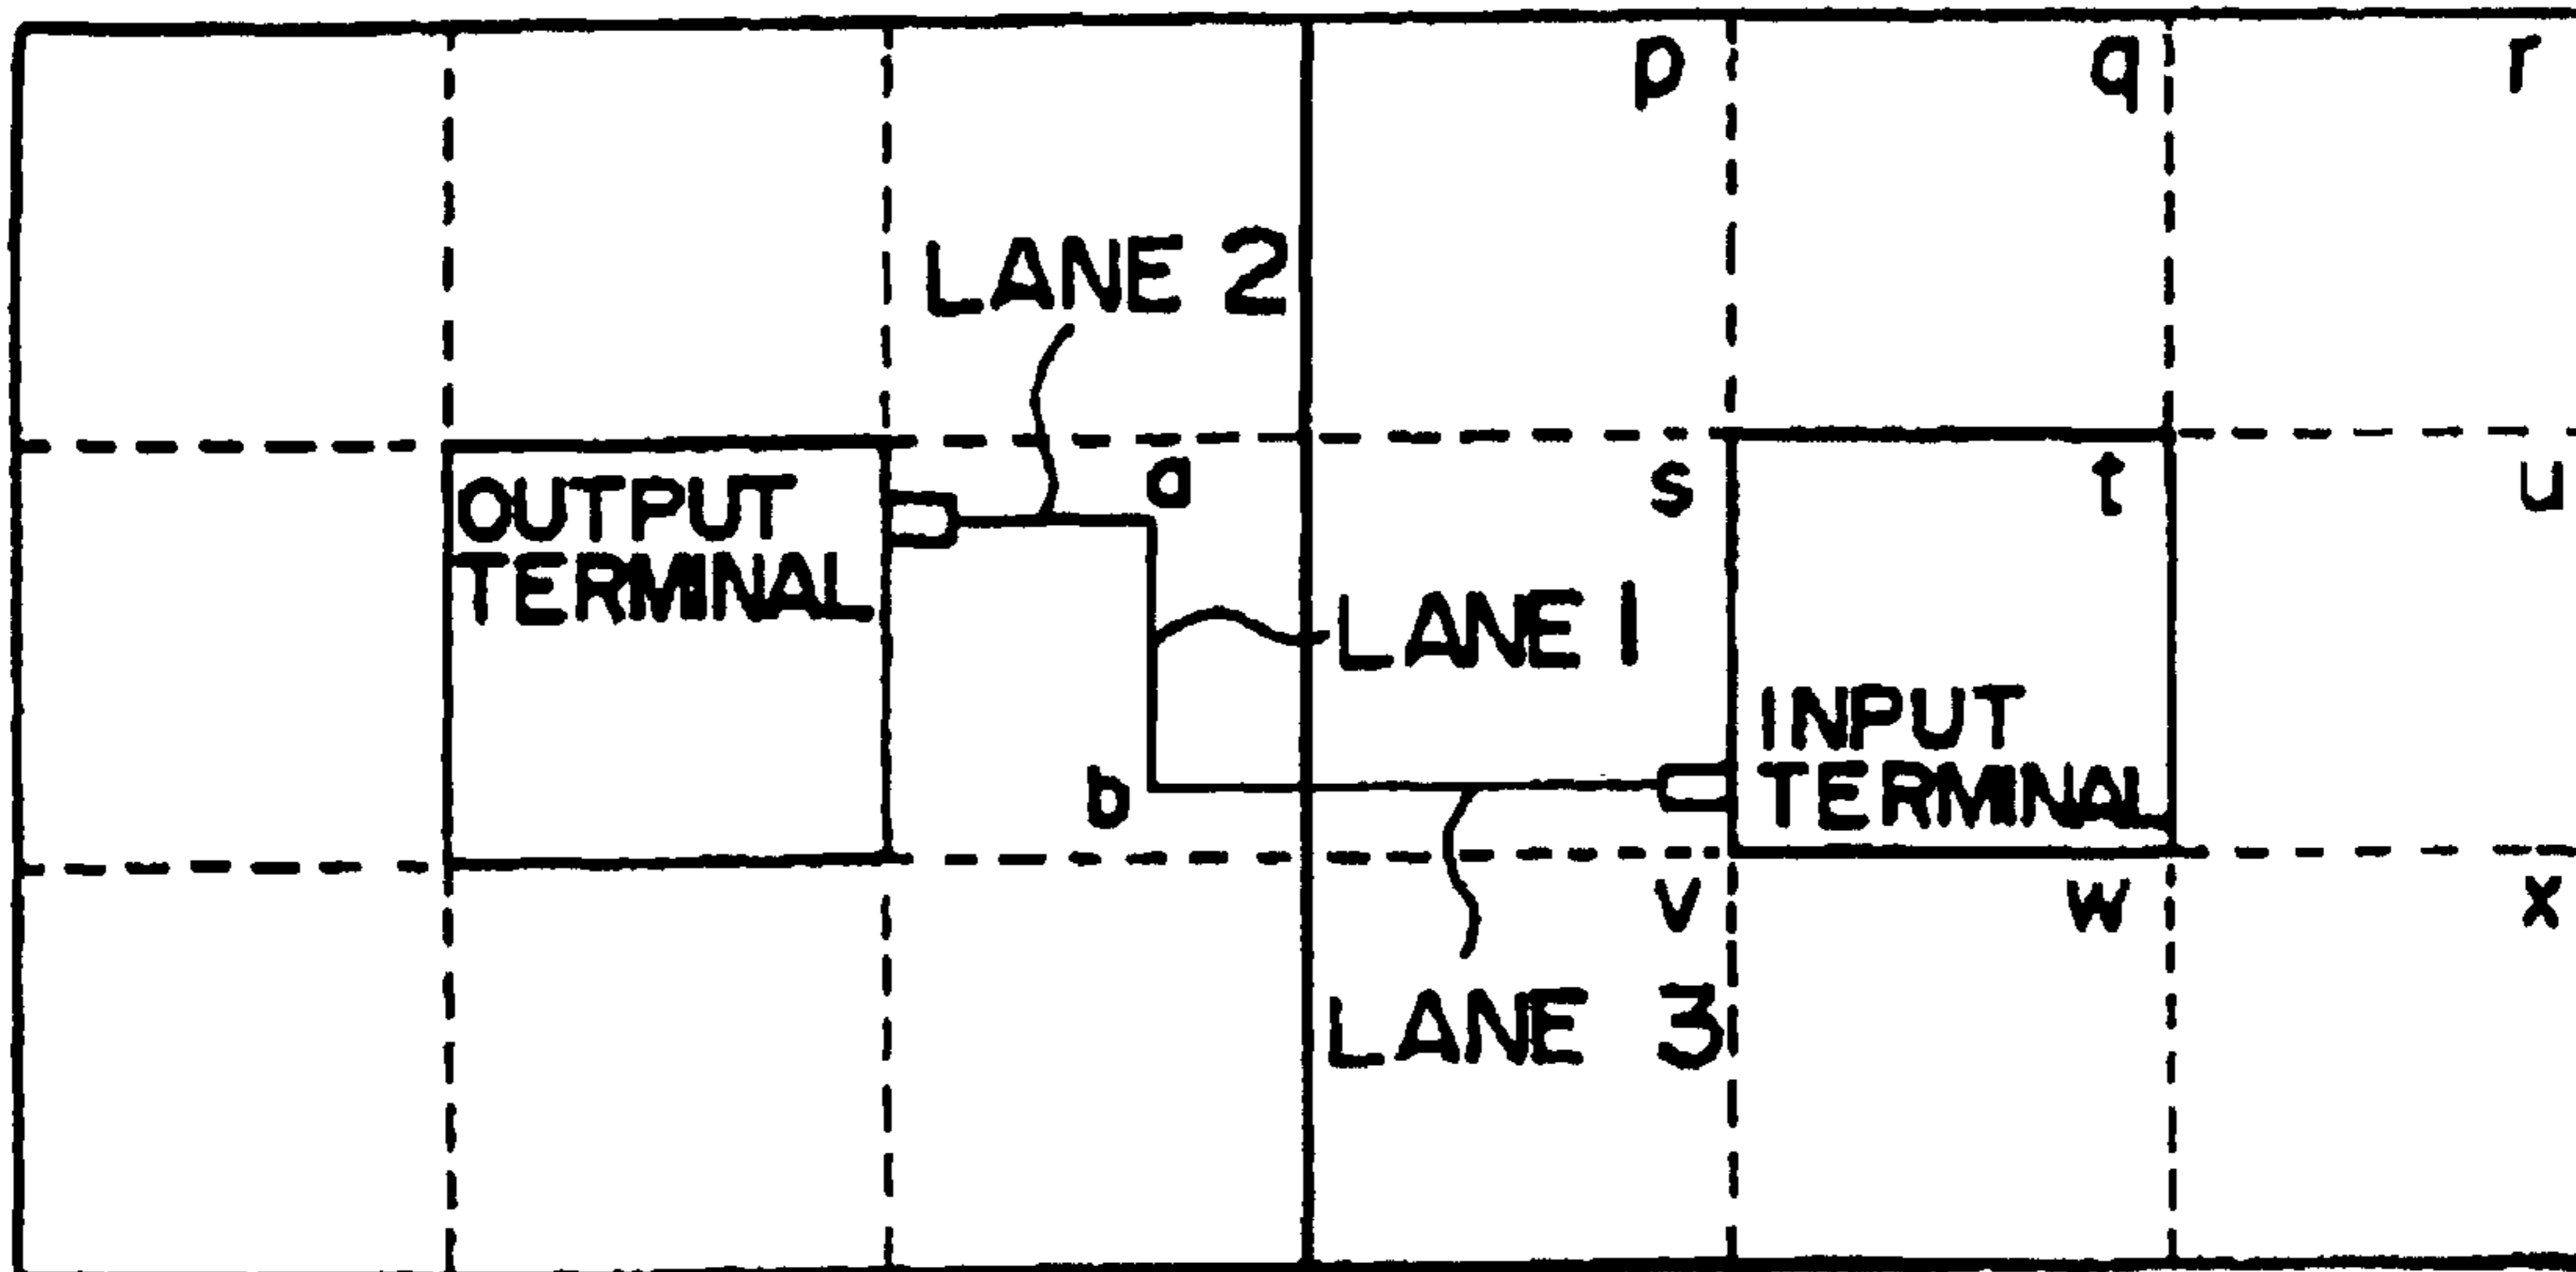 p
q
r
LANE 2
a
s
t
u
OUTPUT
TERMINAL
LANE 1
INPUT
TERMINAL
b
v
w
x
LANE 3